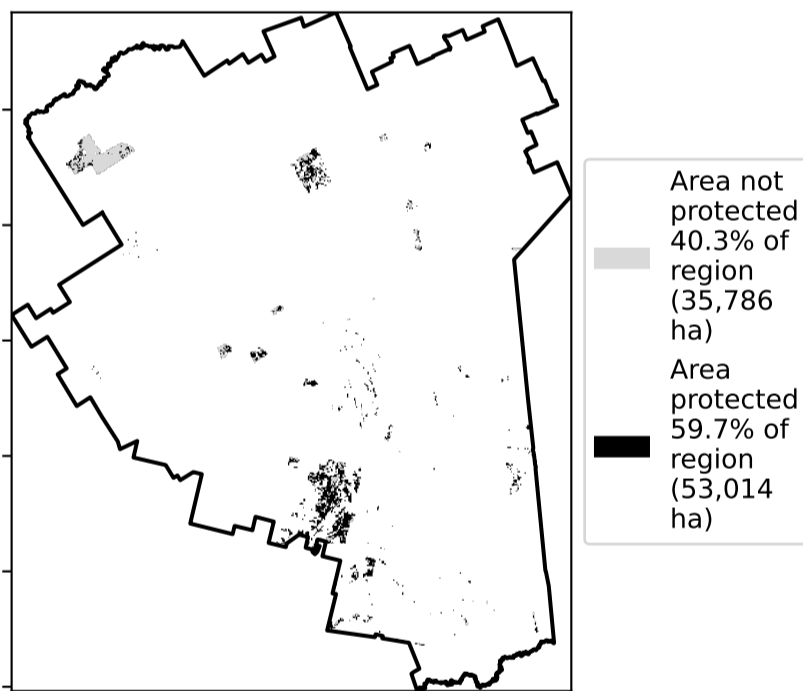 Area not
protected
40.3% of
region
(35,786
ha)
Area
protected
59.7% of
region
(53,014
ha)